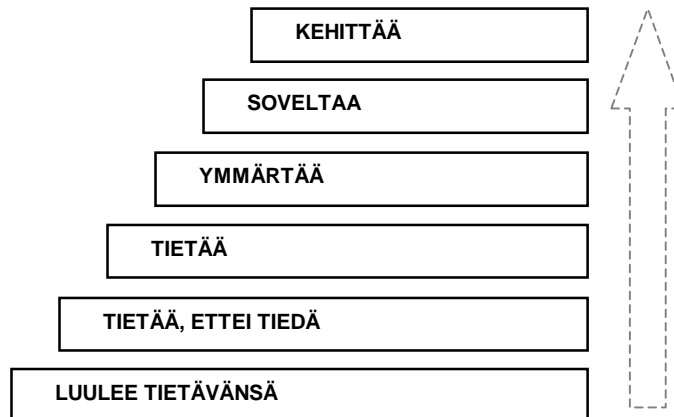 KEHITTÄÄ
SOVELTAA
YMMÄRTÄÄ
TIETÄÄ
TIETÄÄ, ETTEI TIEDÄ
LUULEE TIETÄVÄNSÄ